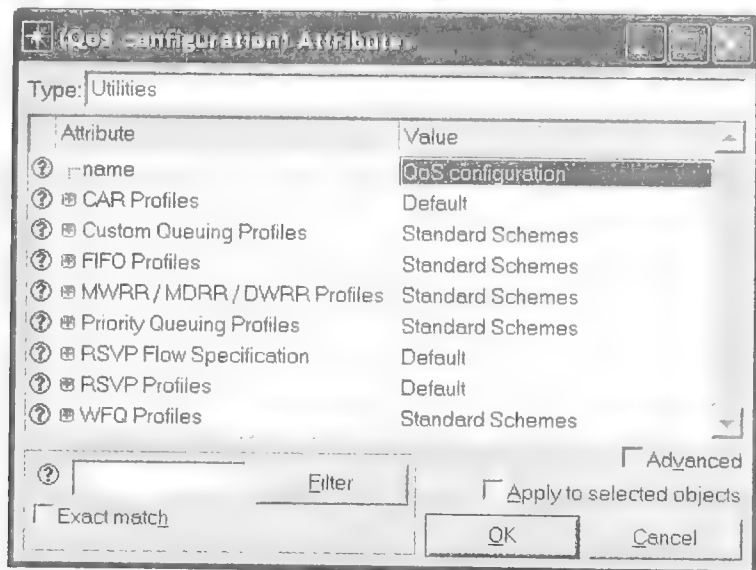 (QoS configuration) Attributes
Type: Utilities
Attribute Value
name QoS configuration
CAR Profiles Default
Custom Queuing Profiles Standard Schemes
FIFO Profiles Standard Schemes
MWRR / MDRR / DWRR Profiles Standard Schemes
Priority Queuing Profiles Standard Schemes
RSVP Flow Specification Default
RSVP Profiles Default
WFQ Profiles Standard Schemes
Advanced
Filter
Apply to selected objects
Exact match
OK Cancel